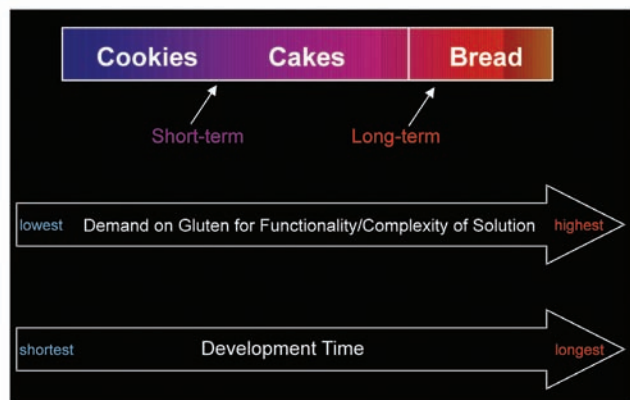 Cookies Cakes Bread
Short-term Long-term
lowest Demand on Gluten for Functionality/Complexity of Solution highest
shortest Development Time longest